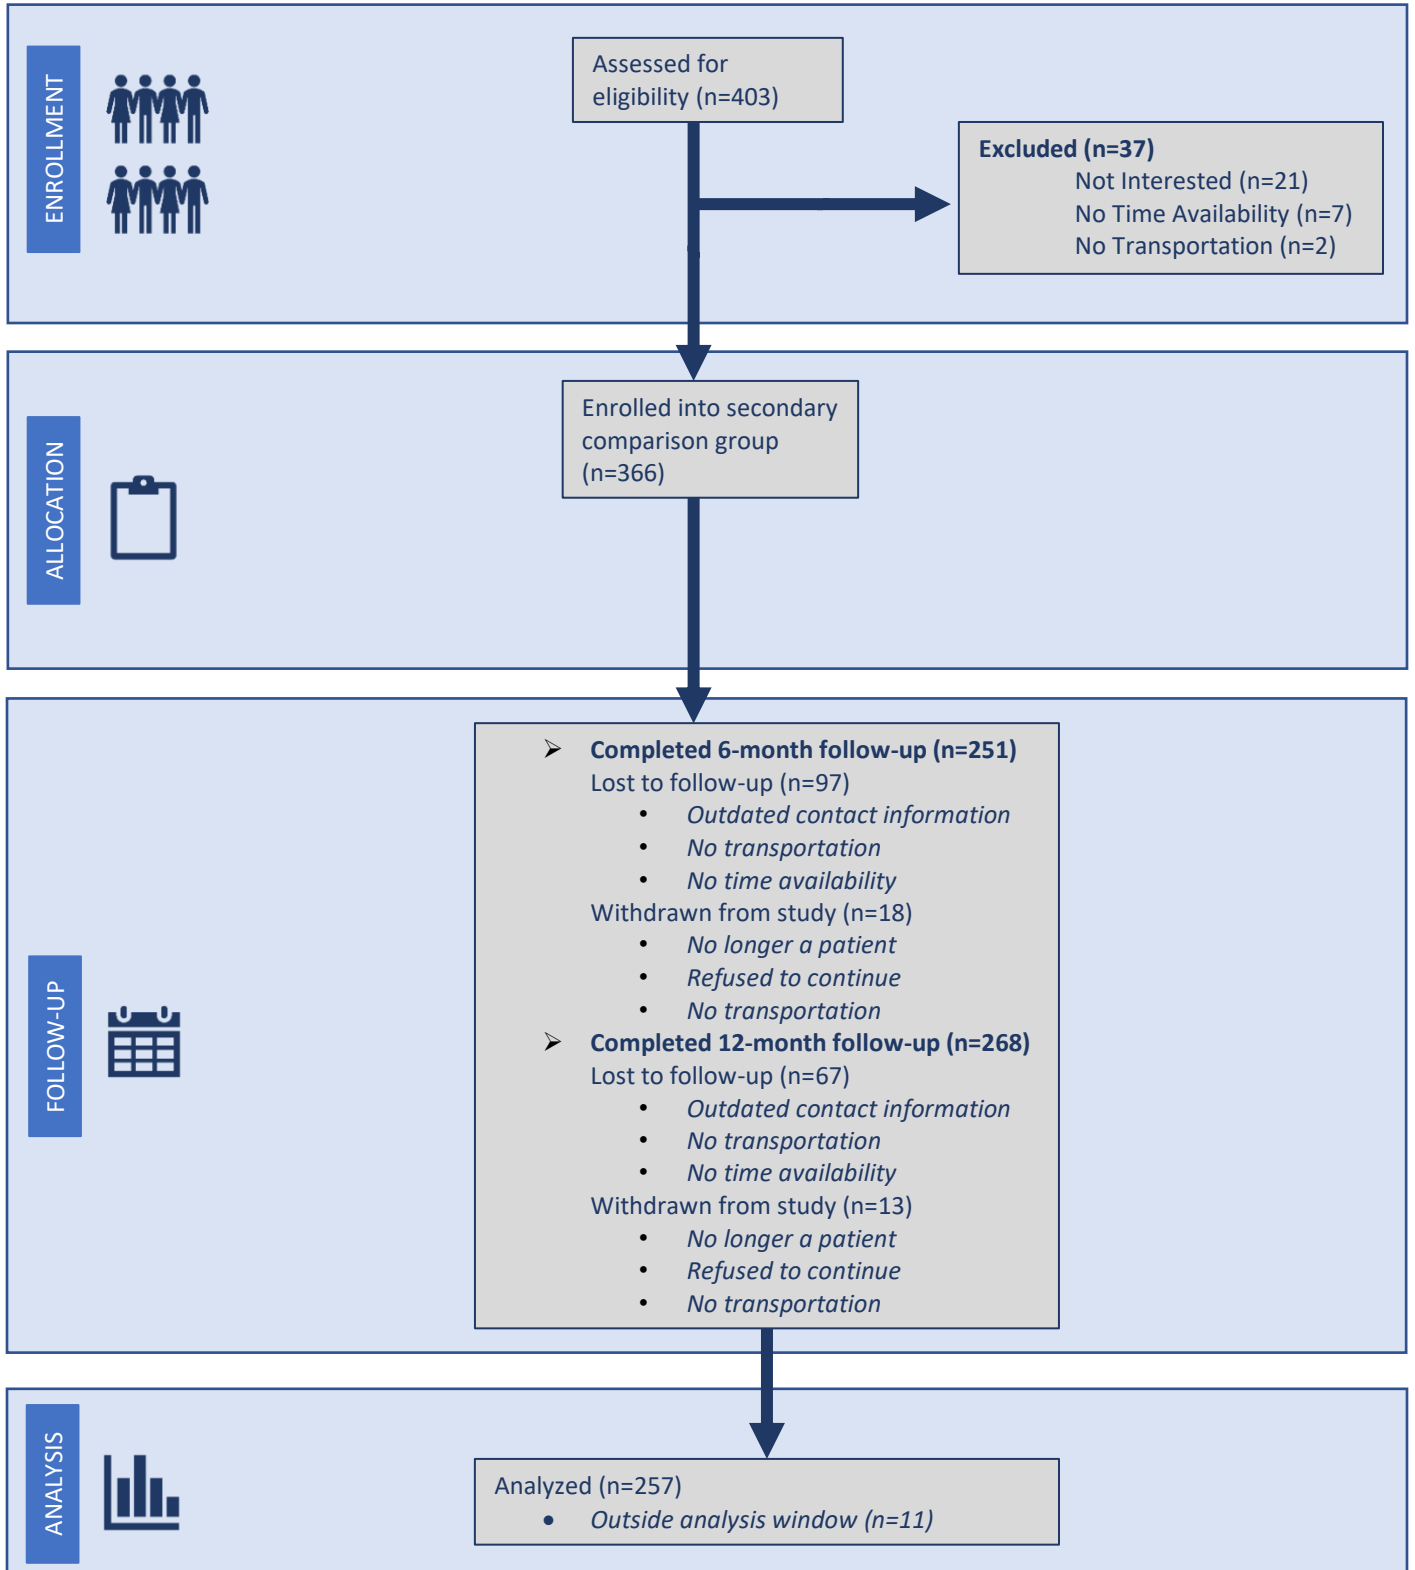 ENROLLMENT
Assessed for
eligibility (n=403)
Excluded (n=37)
Not Interested (n=21)
No Time Availability (n=7)
No Transportation (n=2)
ALLOCATION
Enrolled into secondary
comparison group
(n=366)
FOLLOW-UP
➢ Completed 6-month follow-up (n=251)
Lost to follow-up (n=97)
• Outdated contact information
• No transportation
• No time availability
Withdrawn from study (n=18)
• No longer a patient
• Refused to continue
• No transportation
➢ Completed 12-month follow-up (n=268)
Lost to follow-up (n=67)
• Outdated contact information
• No transportation
• No time availability
Withdrawn from study (n=13)
• No longer a patient
• Refused to continue
• No transportation
ANALYSIS
Analyzed (n=257)
• Outside analysis window (n=11)